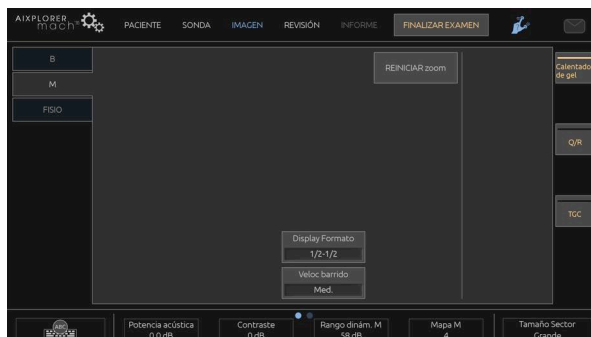 AIXPLORER
mach
PACIENTE SONDA IMAGEN REVISIÓN INFORME FINALIZAR EXAMEN
B
M
FISIO
REINICIAR zoom
Calentado
de gel
Q/R
TGC
Display Formato
1/2-1/2
Veloc barrido
Med.
ABC
Potencia acústica Contraste Rango dinám. M Mapa M Tamaño Sector
0.0 dB 0 dB 58 dB 4 Grande